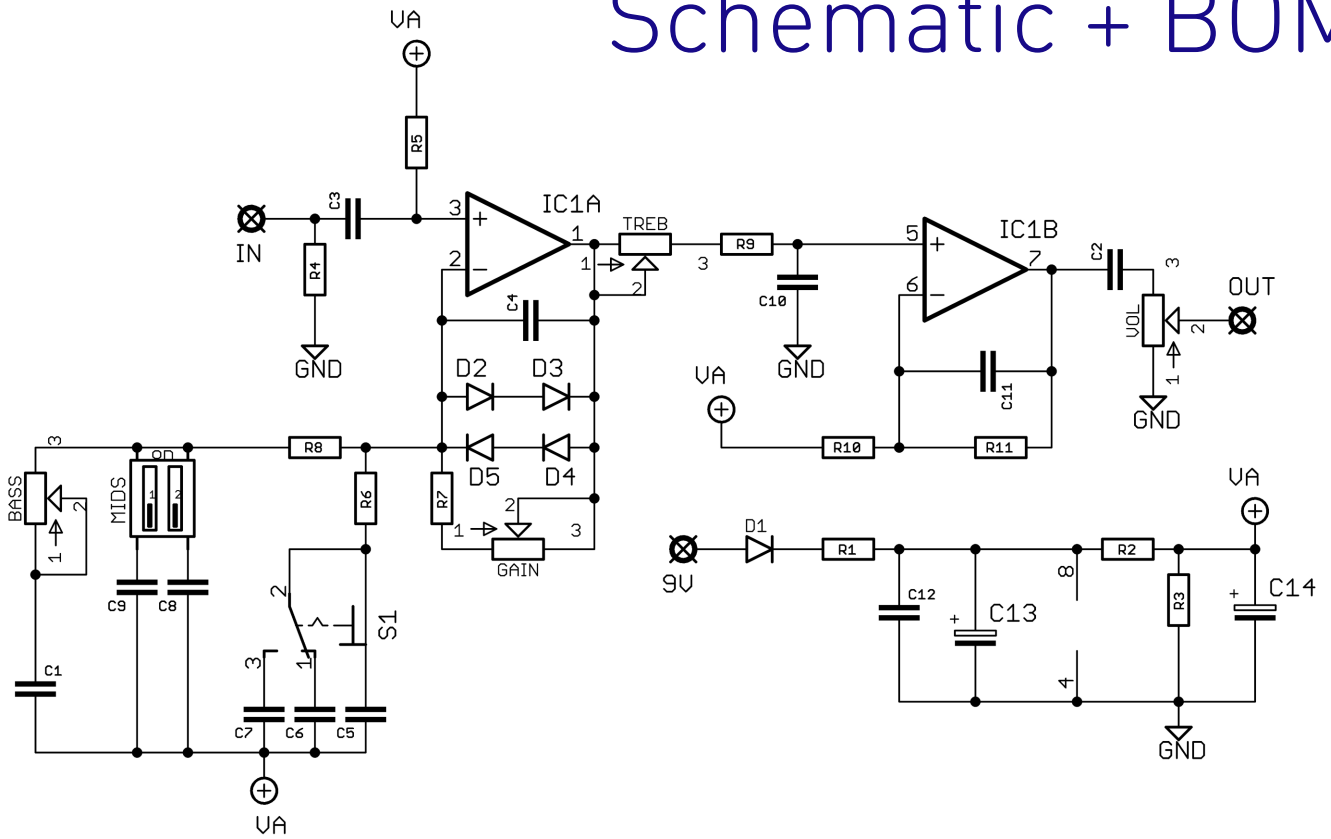 Schematic + BOM
VA
R5
C3
IN
R4
GND
3
+
2
−
IC1A
1
TREB
1
2
3
R9
C10
GND
5
+
6
−
IC1B
7
C2
3
VOL
2
1
OUT
GND
C4
D2
D3
D5
D4
R7
1
2
3
GAIN
VA
R10
R11
C11
3
BASS
2
1
ON
MIDS
1
2
R8
R6
C9
C8
C1
2
3
1
S1
C7
C6
C5
VA
9V
D1
R1
C12
+
C13
8
4
R2
R3
VA
+
C14
GND